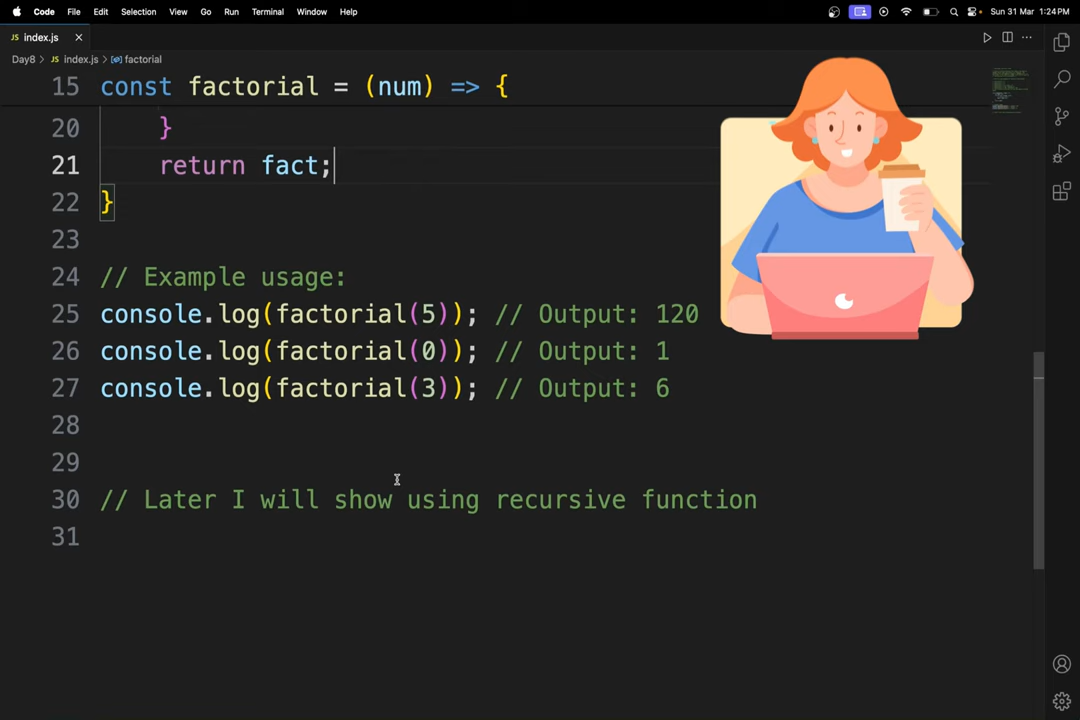 Code File Edit Selection View Go Run Terminal Window Help Sun 31 Mar 1:24 PM
JS index.js
Day8 > JS index.js > factorial
15 const factorial = (num) => {
20 }
21 return fact;
22 }
23
24 // Example usage:
25 console.log(factorial(5)); // Output: 120
26 console.log(factorial(0)); // Output: 1
27 console.log(factorial(3)); // Output: 6
28
29
30 // Later I will show using recursive function
31